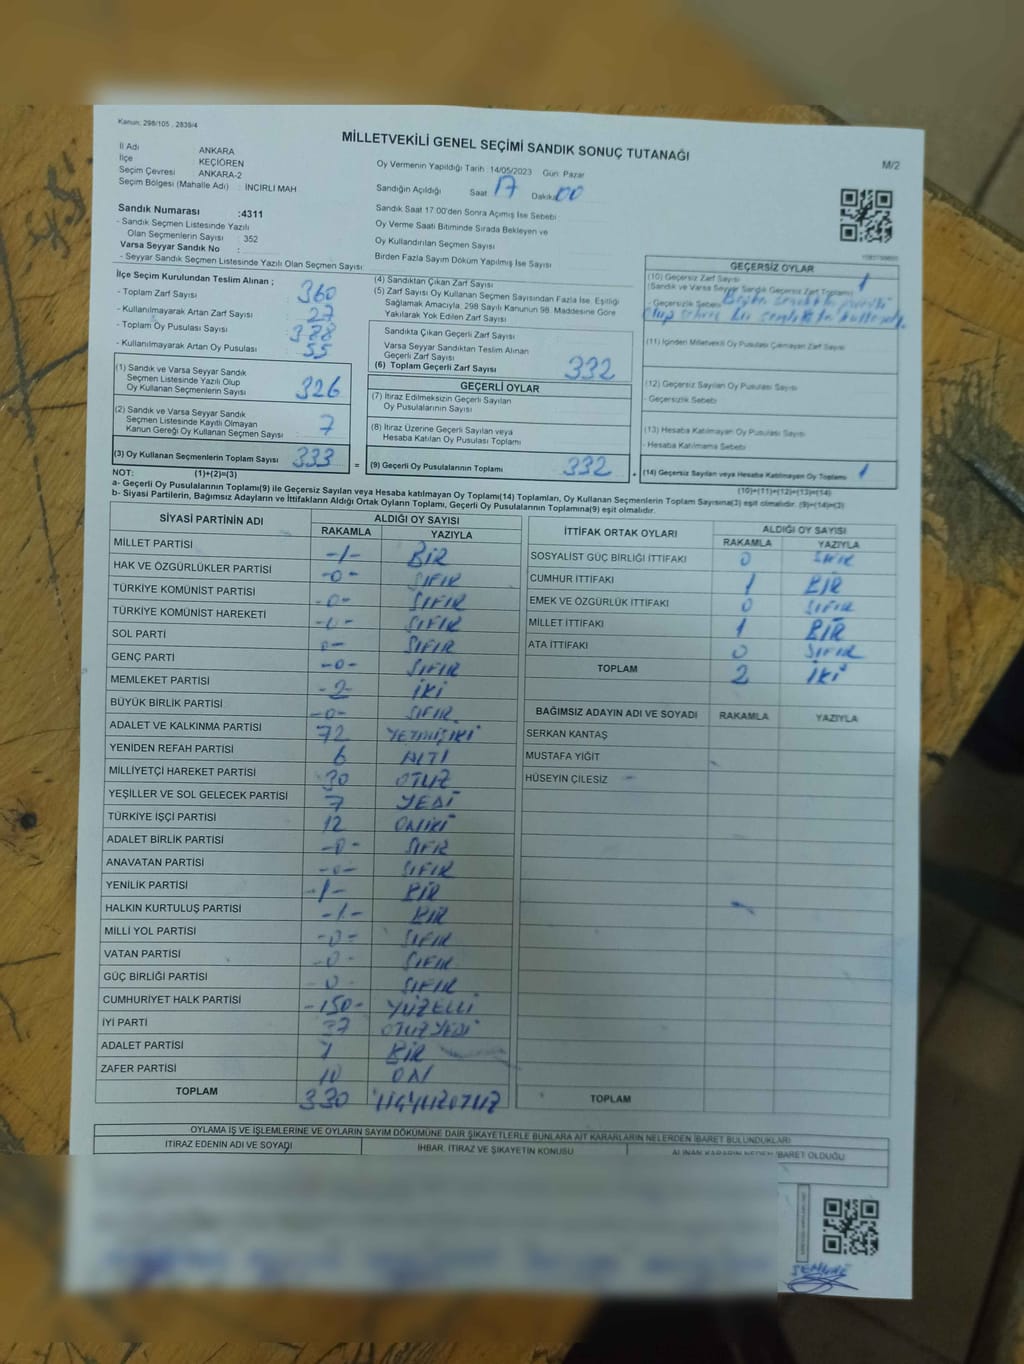 Kanun; 298/105 , 2839/4
MİLLETVEKİLİ GENEL SEÇİMİ SANDIK SONUÇ TUTANAĞI
M/2
İl Adı ANKARA
İlçe KEÇİÖREN
Seçim Çevresi ANKARA-2
Seçim Bölgesi (Mahalle Adı) : İNCİRLİ MAH
Oy Vermenin Yapıldığı Tarih 14/05/2023 Gün Pazar
Sandığın Açıldığı Saat 17 Dakika 00
Sandık Saat 17:00'den Sonra Açımış İse Sebebi
Oy Verme Saati Bitiminde Sırada Bekleyen ve
Oy Kullandırılan Seçmen Sayısı
Birden Fazla Sayım Döküm Yapılmış İse Sayısı
Sandık Numarası :4311
- Sandık Seçmen Listesinde Yazılı
Olan Seçmenlerin Sayısı : 352
Varsa Seyyar Sandık No :
- Seyyar Sandık Seçmen Listesinde Yazılı Olan Seçmen Sayısı
İlçe Seçim Kurulundan Teslim Alınan ;
- Toplam Zarf Sayısı 360
- Kullanılmayarak Artan Zarf Sayısı 27
- Toplam Oy Pusulası Sayısı 388
- Kullanılmayarak Artan Oy Pusulası 55
(1) Sandık ve Varsa Seyyar Sandık
Seçmen Listesinde Yazılı Olup
Oy Kullanan Seçmenlerin Sayısı 326
(2) Sandık ve Varsa Seyyar Sandık
Seçmen Listesinde Kayıtlı Olmayan
Kanun Gereği Oy Kullanan Seçmen Sayısı 7
(3) Oy Kullanan Seçmenlerin Toplam Sayısı 333
NOT: (1)+(2)=(3)
(4) Sandıktan Çıkan Zarf Sayısı
(5) Zarf Sayısı Oy Kullanan Seçmen Sayısından Fazla İse, Eşitliği
Sağlamak Amacıyla, 298 Sayılı Kanunun 98. Maddesine Göre
Yakılarak Yok Edilen Zarf Sayısı
Sandıkta Çıkan Geçerli Zarf Sayısı
Varsa Seyyar Sandıktan Teslim Alınan
Geçerli Zarf Sayısı
(6) Toplam Geçerli Zarf Sayısı 332
GEÇERLİ OYLAR
(7) İtiraz Edilmeksizin Geçerli Sayılan
Oy Pusulalarının Sayısı
(8) İtiraz Üzerine Geçerli Sayılan veya
Hesaba Katılan Oy Pusulası Toplamı
= (9) Geçerli Oy Pusulalarının Toplamı 332 +
GEÇERSİZ OYLAR
(10) Geçersiz Zarf Sayısı 1
(Sandık ve Varsa Seyyar Sandık Geçersiz Zarf Toplamı)
- Geçersizlik Sebebi
(11) İçinden Milletvekili Oy Pusulası Çıkmayan Zarf Sayısı
(12) Geçersiz Sayılan Oy Pusulası Sayısı
- Geçersizlik Sebebi
(13) Hesaba Katılmayan Oy Pusulası Sayısı
- Hesaba Katılmama Sebebi
(14) Geçersiz Sayılan veya Hesaba Katılmayan Oy Toplamı 1
(10)+(11)+(12)+(13)=(14)
a- Geçerli Oy Pusulasının Toplamı(9) ile Geçersiz Sayılan veya Hesaba katılmayan Oy Toplamı(14) Toplamları, Oy Kullanan Seçmenlerin Toplam Sayısına(3) eşit olmalıdır. (9)+(14)=(3)
b- Siyasi Partilerin, Bağımsız Adayların ve İttifakların Aldığı Ortak Oyların Toplamı, Geçerli Oy Pusulalarının Toplamına(9) eşit olmalıdır.
SİYASİ PARTİNİN ADI ALDIĞI OY SAYISI
RAKAMLA YAZIYLA
MİLLET PARTİSİ -1- BİR
HAK VE ÖZGÜRLÜKLER PARTİSİ -0- SIFIR
TÜRKİYE KOMÜNİST PARTİSİ -0- SIFIR
TÜRKİYE KOMÜNİST HAREKETİ -0- SIFIR
SOL PARTİ 0- SIFIR
GENÇ PARTİ -0- SIFIR
MEMLEKET PARTİSİ -2- İKİ
BÜYÜK BİRLİK PARTİSİ -0- SIFIR
ADALET VE KALKINMA PARTİSİ 72 YETMİŞİKİ
YENİDEN REFAH PARTİSİ 6 ALTI
MİLLİYETÇİ HAREKET PARTİSİ 30 OTUZ
YEŞİLLER VE SOL GELECEK PARTİSİ 7 YEDİ
TÜRKİYE İŞÇİ PARTİSİ 12 ONİKİ
ADALET BİRLİK PARTİSİ -0- SIFIR
ANAVATAN PARTİSİ -0- SIFIR
YENİLİK PARTİSİ -1- BİR
HALKIN KURTULUŞ PARTİSİ -1- BİR
MİLLİ YOL PARTİSİ -0- SIFIR
VATAN PARTİSİ -0- SIFIR
GÜÇ BİRLİĞİ PARTİSİ -0- SIFIR
CUMHURİYET HALK PARTİSİ -150- YÜZELLİ
İYİ PARTİ 37 OTUZYEDİ
ADALET PARTİSİ 1 BİR
ZAFER PARTİSİ 10 ON
TOPLAM 330 ÜÇYÜZOTUZ
İTTİFAK ORTAK OYLARI ALDIĞI OY SAYISI
RAKAMLA YAZIYLA
SOSYALİST GÜÇ BİRLİĞİ İTTİFAKI 0 SIFIR
CUMHUR İTTİFAKI 1 BİR
EMEK VE ÖZGÜRLÜK İTTİFAKI 0 SIFIR
MİLLET İTTİFAKI 1 BİR
ATA İTTİFAKI 0 SIFIR
TOPLAM 2 İKİ
BAĞIMSIZ ADAYIN ADI VE SOYADI RAKAMLA YAZIYLA
SERKAN KANTAŞ
MUSTAFA YİĞİT
HÜSEYİN ÇİLESİZ
TOPLAM
OYLAMA İŞ VE İŞLEMLERİNE VE OYLARIN SAYIM DÖKÜMÜNE DAİR ŞİKAYETLERLE BUNLARA AİT KARARLARIN NELERDEN İBARET BULUNDUKLARI
İTİRAZ EDENİN ADI VE SOYADI İHBAR, İTİRAZ VE ŞİKAYETİN KONUSU ALINAN KARARIN NEDEN İBARET OLDUĞU